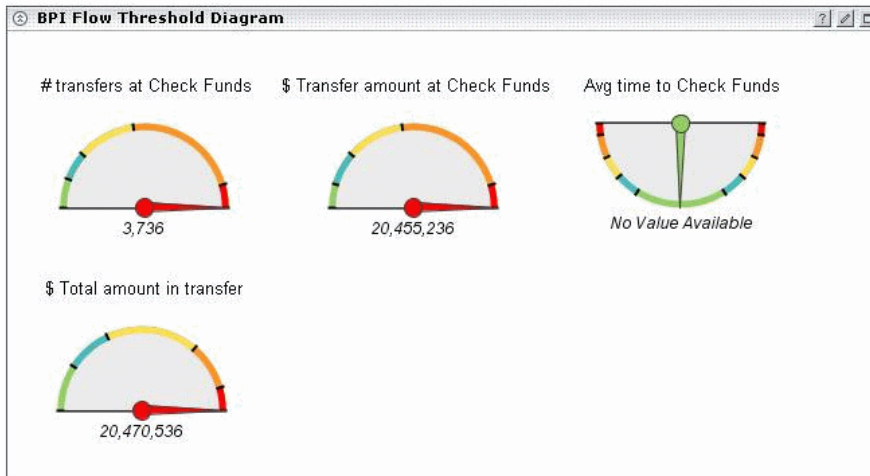 BPI Flow Threshold Diagram
?
# transfers at Check Funds
$ Transfer amount at Check Funds
Avg time to Check Funds
3,736
20,455,236
No Value Available
$ Total amount in transfer
20,470,536